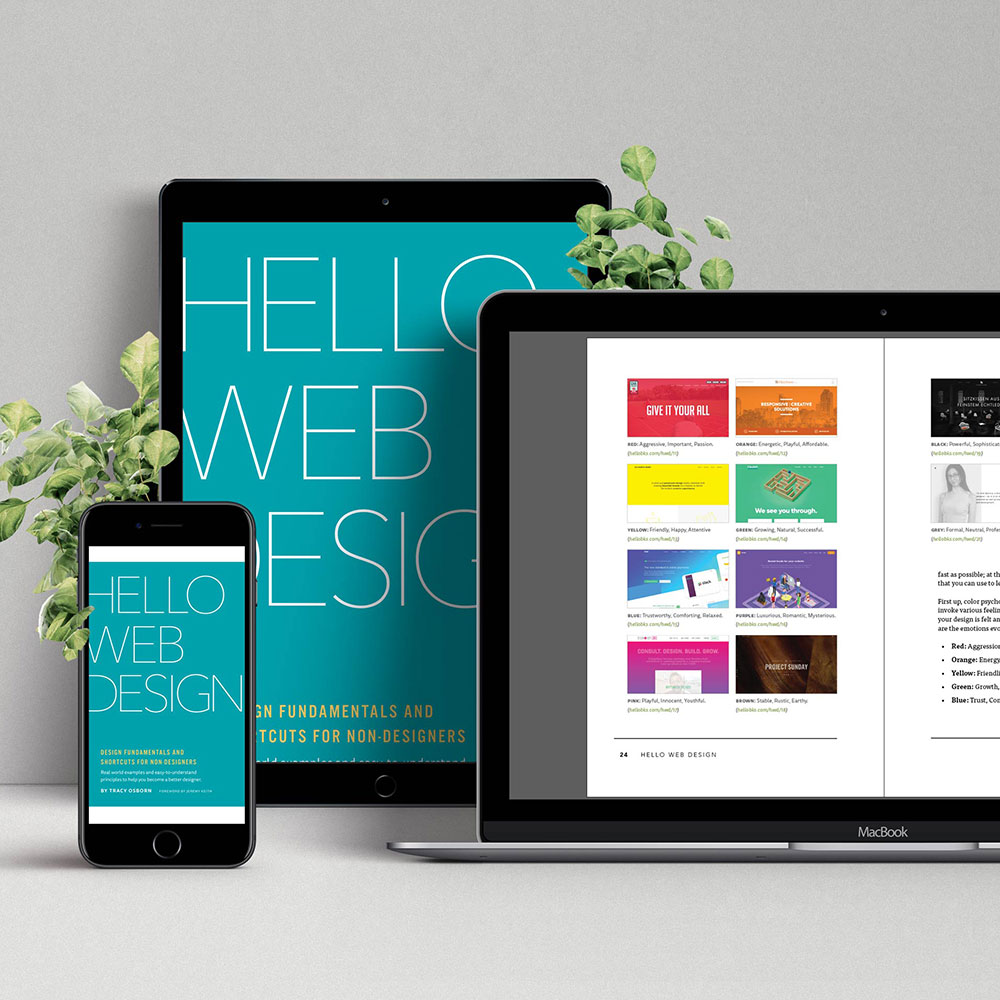 HELLO
WEB
DESIGN
GN FUNDAMENTALS AND
RTCUTS FOR NON-DESIGNERS
HELLO
WEB
DESIGN
DESIGN FUNDAMENTALS AND
SHORTCUTS FOR NON-DESIGNERS
Real world examples and easy-to-understand
principles to help you become a better designer.
BY TRACY OSBORN FOREWORD BY JEREMY KEITH
GIVE IT YOUR ALL
RED: Aggressive, Important, Passion.
(hellobks.com/hwd/11)
RESPONSIVE CREATIVE
SOLUTIONS
ORANGE: Energetic, Playful, Affordable.
(hellobks.com/hwd/12)
YELLOW: Friendly, Happy, Attentive
(hellobks.com/hwd/13)
We see you through.
GREEN: Growing, Natural, Successful.
(hellobks.com/hwd/14)
BLUE: Trustworthy, Comforting, Relaxed.
(hellobks.com/hwd/15)
PURPLE: Luxurious, Romantic, Mysterious.
(hellobks.com/hwd/16)
CONSULT. DESIGN. BUILD. GROW.
PINK: Playful, Innocent, Youthful.
(hellobks.com/hwd/17)
PROJECT SUNDAY
BROWN: Stable, Rustic, Earthy.
(hellobks.com/hwd/18)
24 HELLO WEB DESIGN
SITZKISSEN AUS
FEINSTEM ECHTLED
BLACK: Powerful, Sophisticat
(hellobks.com/hwd/19)
GREY: Formal, Neutral, Profes
(hellobks.com/hwd/21)
fast as possible; at th
that you can use to le
First up, color psycho
invoke various feelin
your design is felt an
are the emotions evo
• Red: Aggression
• Orange: Energy
• Yellow: Friendli
• Green: Growth,
• Blue: Trust, Con
MacBook